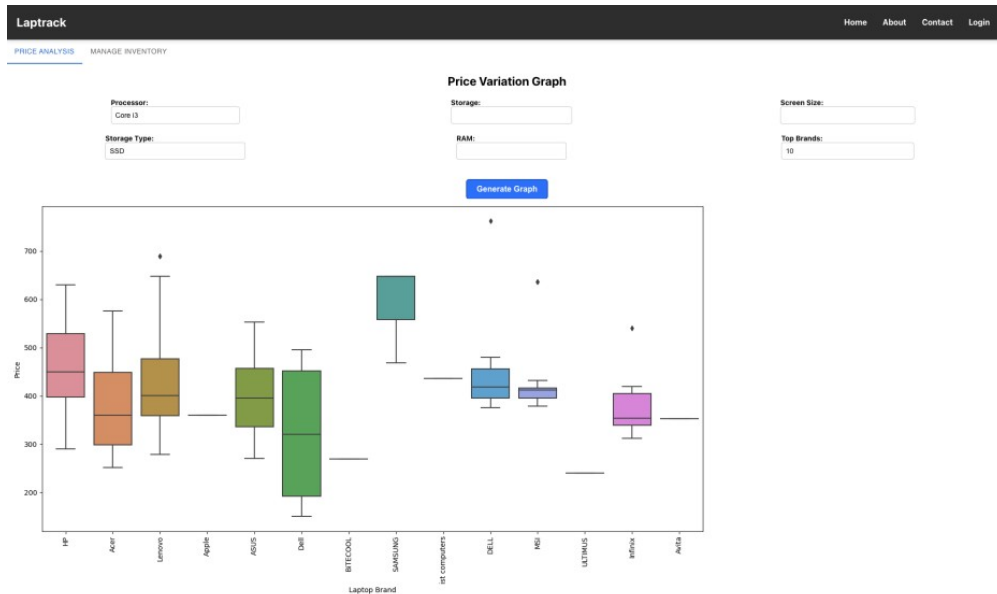 Laptrack
Home About Contact Login
PRICE ANALYSIS MANAGE INVENTORY
Price Variation Graph
Processor: Storage: Screen Size:
Core i3
Storage Type: RAM: Top Brands:
SSD 10
Generate Graph
700
600
500
400
300
200
Price
HP Acer Lenovo Apple ASUS Dell BITECOOL SAMSUNG ist computers DELL MSI ULTIMUS Infinix Avita
Laptop Brand